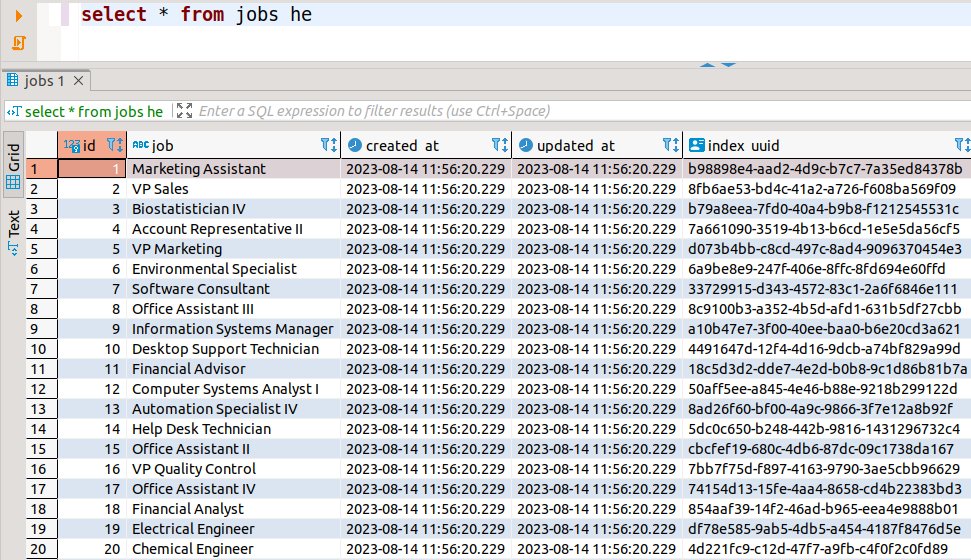 select * from jobs he
jobs 1
select * from jobs he Enter a SQL expression to filter results (use Ctrl+Space)
Grid
Text
123 id ABC job created_at updated_at index_uuid
1 1 Marketing Assistant 2023-08-14 11:56:20.229 2023-08-14 11:56:20.229 b98898e4-aad2-4d9c-b7c7-7a35ed84378b
2 2 VP Sales 2023-08-14 11:56:20.229 2023-08-14 11:56:20.229 8fb6ae53-bd4c-41a2-a726-f608ba569f09
3 3 Biostatistician IV 2023-08-14 11:56:20.229 2023-08-14 11:56:20.229 b79a8eea-7fd0-40a4-b9b8-f1212545531c
4 4 Account Representative II 2023-08-14 11:56:20.229 2023-08-14 11:56:20.229 7a661090-3519-4b13-b6cd-1e5e5da56cf5
5 5 VP Marketing 2023-08-14 11:56:20.229 2023-08-14 11:56:20.229 d073b4bb-c8cd-497c-8ad4-9096370454e3
6 6 Environmental Specialist 2023-08-14 11:56:20.229 2023-08-14 11:56:20.229 6a9be8e9-247f-406e-8ffc-8fd694e60ffd
7 7 Software Consultant 2023-08-14 11:56:20.229 2023-08-14 11:56:20.229 33729915-d343-4572-83c1-2a6f6846e111
8 8 Office Assistant III 2023-08-14 11:56:20.229 2023-08-14 11:56:20.229 8c9100b3-a352-4b5d-afd1-631b5df27cbb
9 9 Information Systems Manager 2023-08-14 11:56:20.229 2023-08-14 11:56:20.229 a10b47e7-3f00-40ee-baa0-b6e20cd3a621
10 10 Desktop Support Technician 2023-08-14 11:56:20.229 2023-08-14 11:56:20.229 4491647d-12f4-4d16-9dcb-a74bf829a99d
11 11 Financial Advisor 2023-08-14 11:56:20.229 2023-08-14 11:56:20.229 18c5d3d2-dde7-4e2d-b0b8-9c1d86b81b7a
12 12 Computer Systems Analyst I 2023-08-14 11:56:20.229 2023-08-14 11:56:20.229 50aff5ee-a845-4e46-b88e-9218b299122d
13 13 Automation Specialist IV 2023-08-14 11:56:20.229 2023-08-14 11:56:20.229 8ad26f60-bf00-4a9c-9866-3f7e12a8b92f
14 14 Help Desk Technician 2023-08-14 11:56:20.229 2023-08-14 11:56:20.229 5dc0c650-b248-442b-9816-1431296732c4
15 15 Office Assistant II 2023-08-14 11:56:20.229 2023-08-14 11:56:20.229 cbcfef19-680c-4db6-87dc-09c1738da167
16 16 VP Quality Control 2023-08-14 11:56:20.229 2023-08-14 11:56:20.229 7bb7f75d-f897-4163-9790-3ae5cbb96629
17 17 Office Assistant IV 2023-08-14 11:56:20.229 2023-08-14 11:56:20.229 74154d13-15fe-4aa4-8658-cd4b22383bd3
18 18 Financial Analyst 2023-08-14 11:56:20.229 2023-08-14 11:56:20.229 854aaf39-14f2-46ad-b965-eea4e9888b01
19 19 Electrical Engineer 2023-08-14 11:56:20.229 2023-08-14 11:56:20.229 df78e585-9ab5-4db5-a454-4187f8476d5e
20 20 Chemical Engineer 2023-08-14 11:56:20.229 2023-08-14 11:56:20.229 4d221fc9-c12d-47f7-a9fb-c4f0f2c0fd89